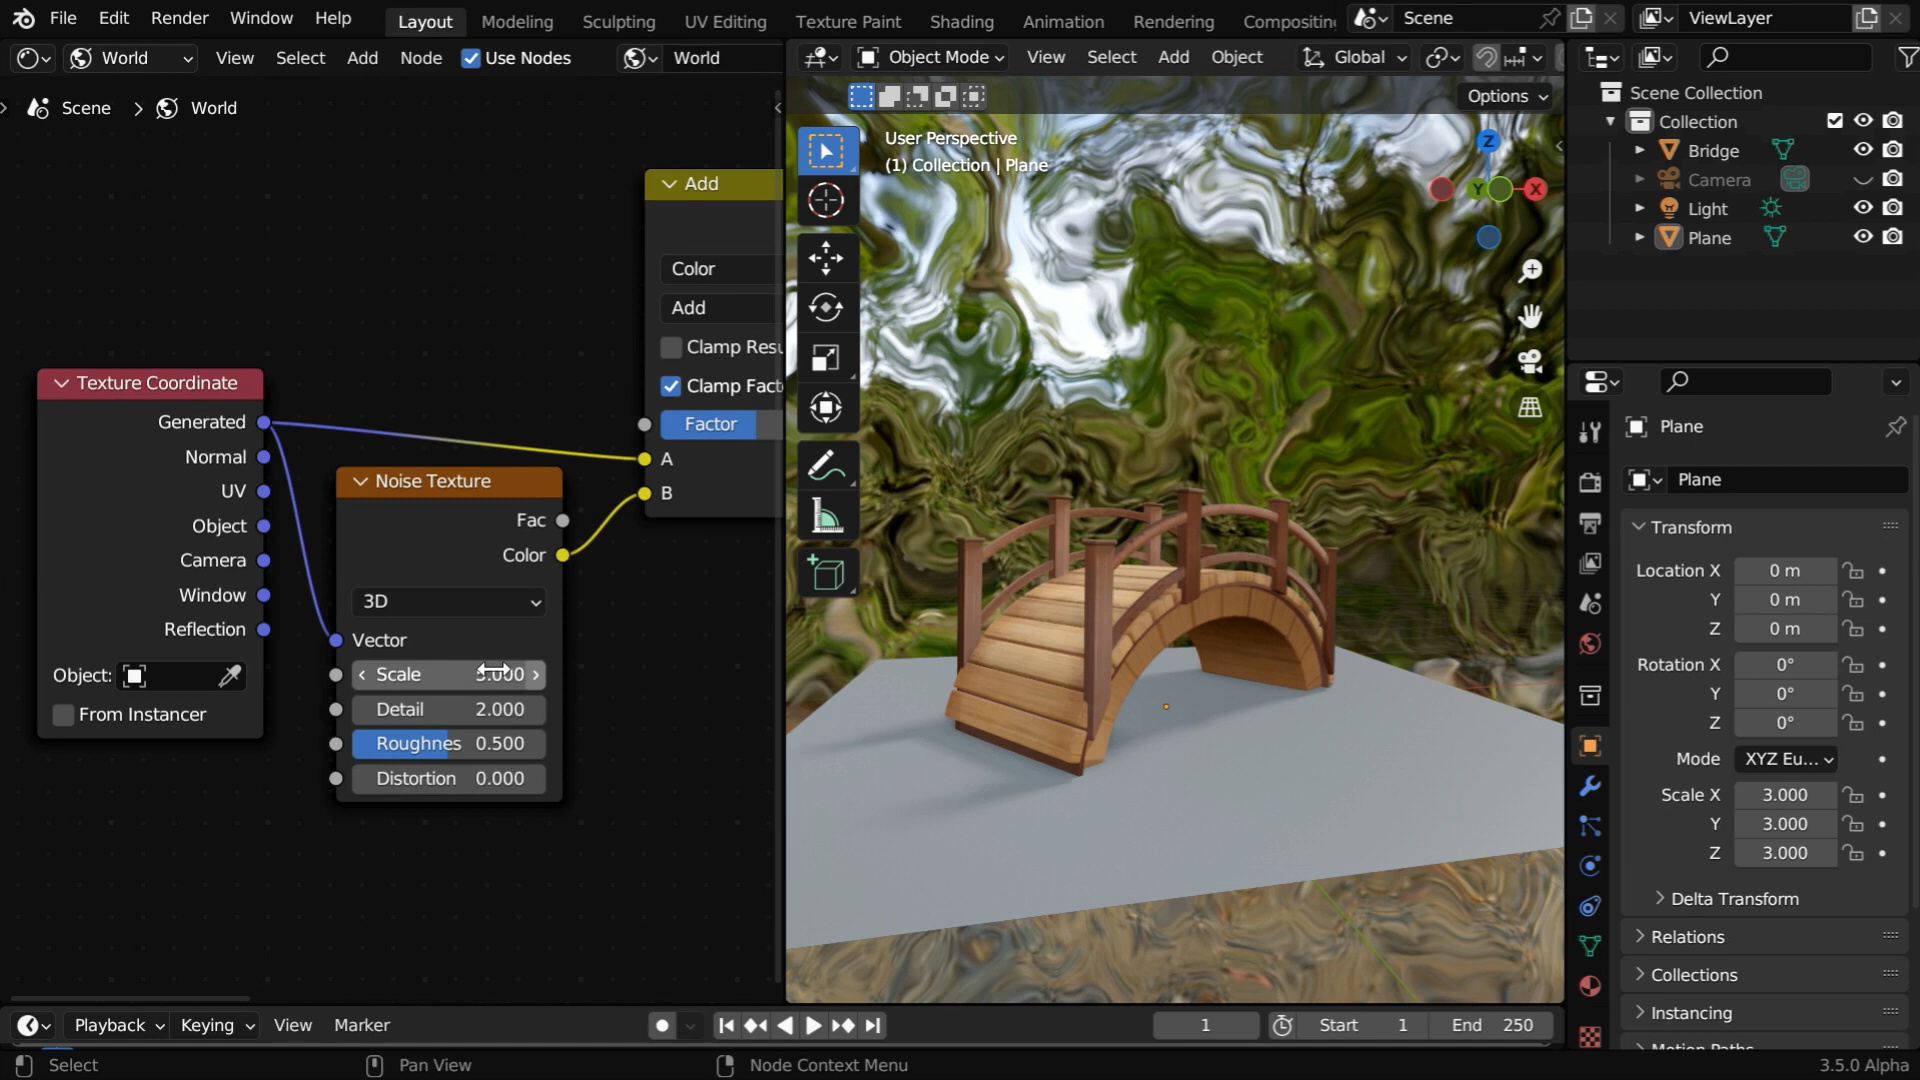 File Edit Render Window Help Layout Modeling Sculpting UV Editing Texture Paint Shading Animation Rendering Scene ViewLayer
World View Select Add Node Use Nodes World Object Mode View Select Add Object Global
Scene > World
Options
User Perspective
(1) Collection | Plane
Z
Y
X
Add
Color
Add
Clamp Factor
Factor
A
B
Texture Coordinate
Generated
Normal
UV
Object
Camera
Window
Reflection
Object:
From Instancer
Noise Texture
Fac
Color
3D
Vector
Scale
Detail 2.000
Roughnes 0.500
Distortion 0.000
Scene Collection
Collection
Bridge
Camera
Light
Plane
Plane
Plane
Transform
Location X 0 m
Y 0 m
Z 0 m
Rotation X 0°
Y 0°
Z 0°
Mode XYZ Eu...
Scale X 3.000
Y 3.000
Z 3.000
Delta Transform
Relations
Collections
Instancing
Motion Paths
Playback Keying View Marker 1 Start 1 End 250
Select Pan View Node Context Menu 3.5.0 Alpha